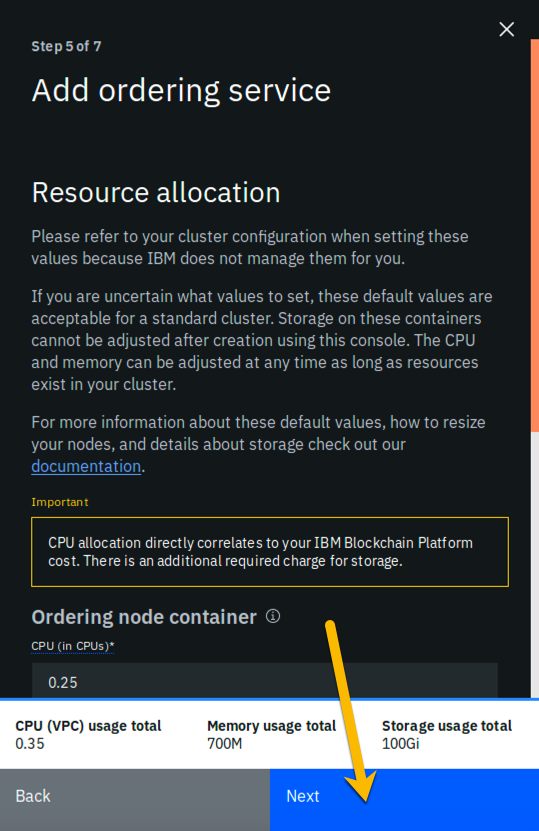 Step 5 of 7
Add ordering service
Resource allocation
Please refer to your cluster configuration when setting these
values because IBM does not manage them for you.
If you are uncertain what values to set, these default values are
acceptable for a standard cluster. Storage on these containers
cannot be adjusted after creation using this console. The CPU
and memory can be adjusted at any time as long as resources
exist in your cluster.
For more information about these default values, how to resize
your nodes, and details about storage check out our
documentation.
Important
CPU allocation directly correlates to your IBM Blockchain Platform
cost. There is an additional required charge for storage.
Ordering node container
CPU (in CPUs)*
0.25
CPU (VPC) usage total Memory usage total Storage usage total
0.35 700M 100Gi
Back Next